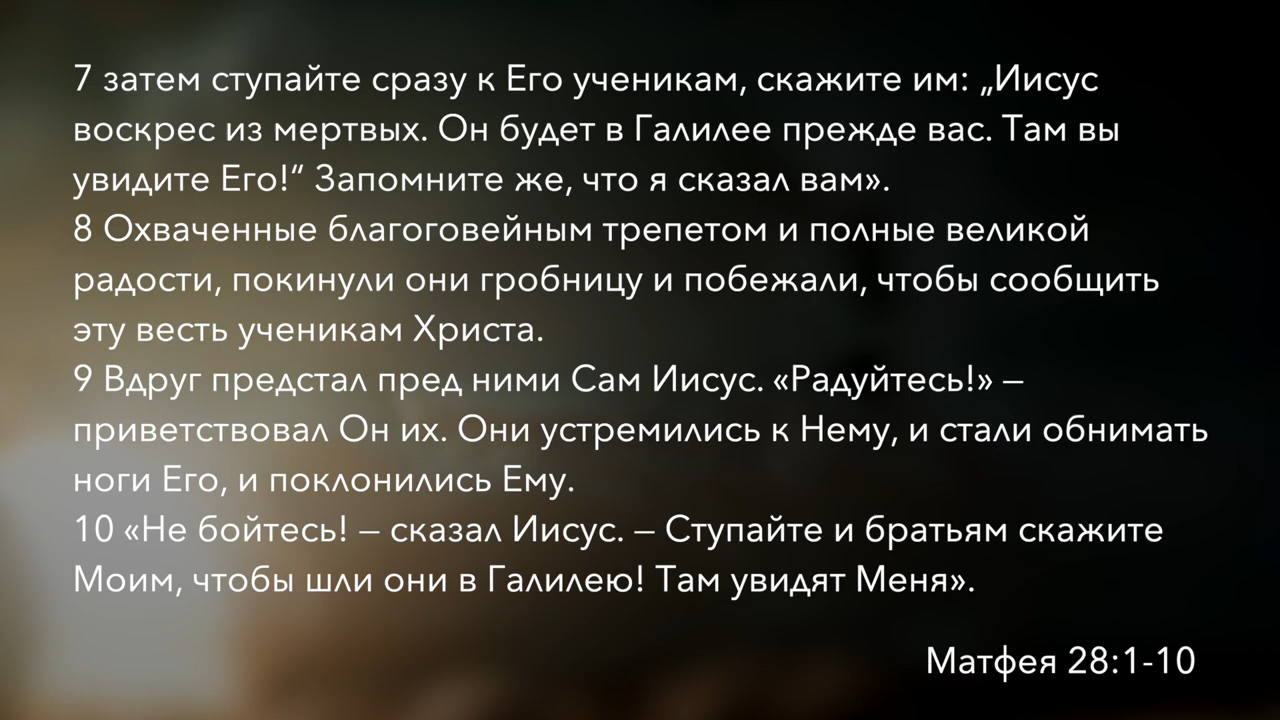 7 затем ступайте сразу к Его ученикам, скажите им: „Иисус
воскрес из мертвых. Он будет в Галилее прежде вас. Там вы
увидите Его!“ Запомните же, что я сказал вам».
8 Охваченные благоговейным трепетом и полные великой
радости, покинули они гробницу и побежали, чтобы сообщить
эту весть ученикам Христа.
9 Вдруг предстал пред ними Сам Иисус. «Радуйтесь!» –
приветствовал Он их. Они устремились к Нему, и стали обнимать
ноги Его, и поклонились Ему.
10 «Не бойтесь! – сказал Иисус. – Ступайте и братьям скажите
Моим, чтобы шли они в Галилею! Там увидят Меня».
Матфея 28:1-10